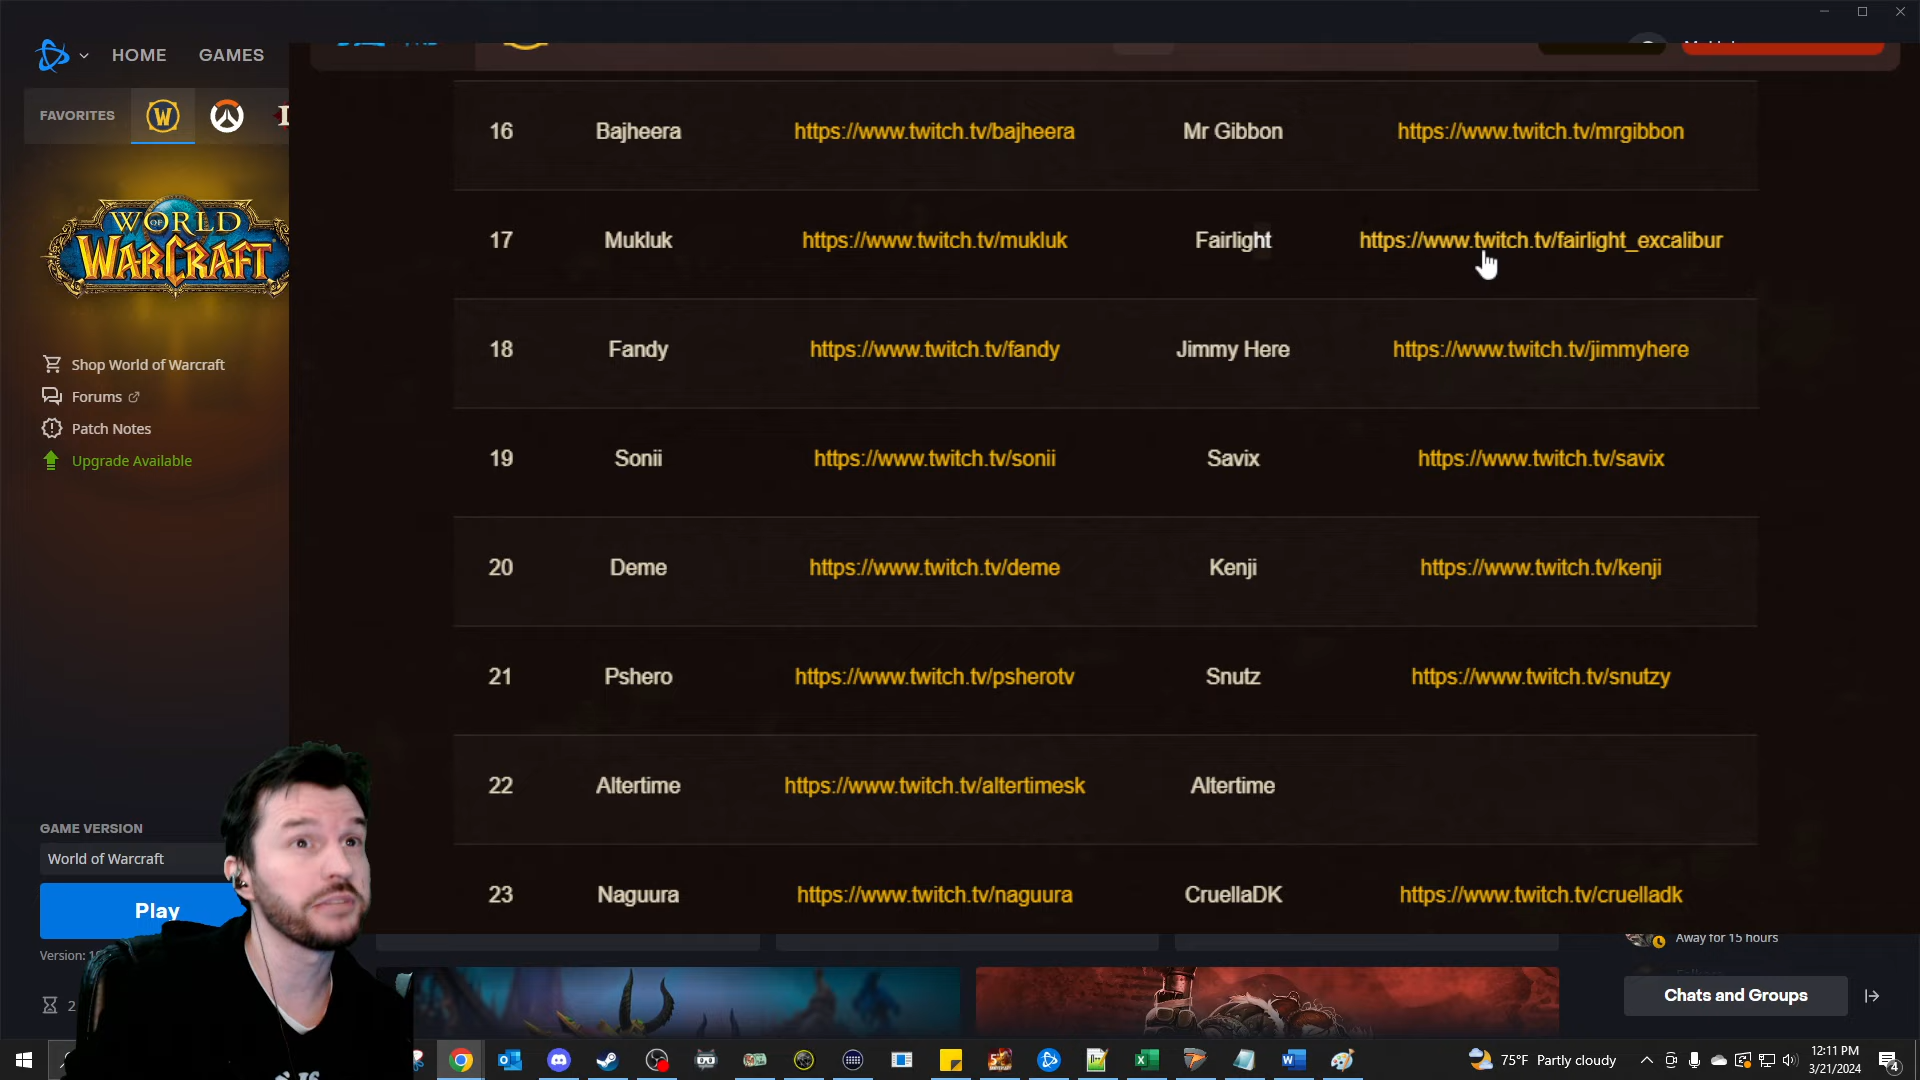 HOME
GAMES
FAVORITES
WORLD OF WARCRAFT
Shop World of Warcraft
Forums
Patch Notes
Upgrade Available
16 Bajheera https://www.twitch.tv/bajheera Mr Gibbon https://www.twitch.tv/mrgibbon
17 Mukluk https://www.twitch.tv/mukluk Fairlight https://www.twitch.tv/fairlight_excalibur
18 Fandy https://www.twitch.tv/fandy Jimmy Here https://www.twitch.tv/jimmyhere
19 Sonii https://www.twitch.tv/sonii Savix https://www.twitch.tv/savix
20 Deme https://www.twitch.tv/deme Kenji https://www.twitch.tv/kenji
21 Pshero https://www.twitch.tv/psherotv Snutz https://www.twitch.tv/snutzy
22 Altertime https://www.twitch.tv/altertimesk Altertime
23 Naguura https://www.twitch.tv/naguura CruellaDK https://www.twitch.tv/cruelladk
GAME VERSION
World of Warcraft
Play
Version:
2
Away for 15 hours
Chats and Groups
75°F Partly cloudy
12:11 PM
3/21/2024
4